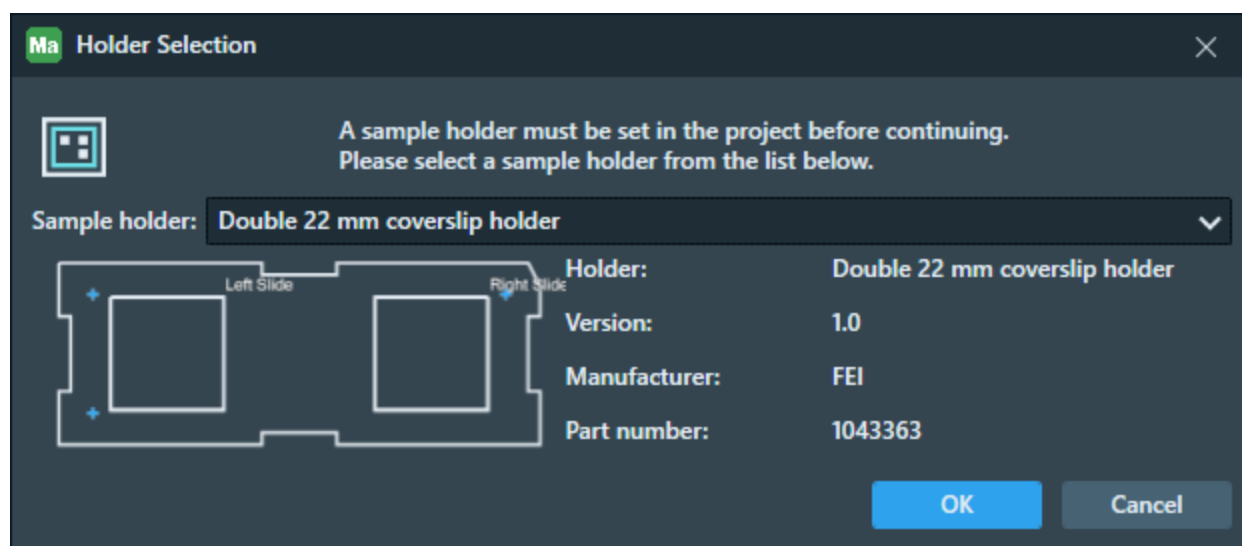 Ma Holder Selection
A sample holder must be set in the project before continuing.
Please select a sample holder from the list below.
Sample holder: Double 22 mm coverslip holder
Left Slide
Right Slide
Holder: Double 22 mm coverslip holder
Version: 1.0
Manufacturer: FEI
Part number: 1043363
OK Cancel